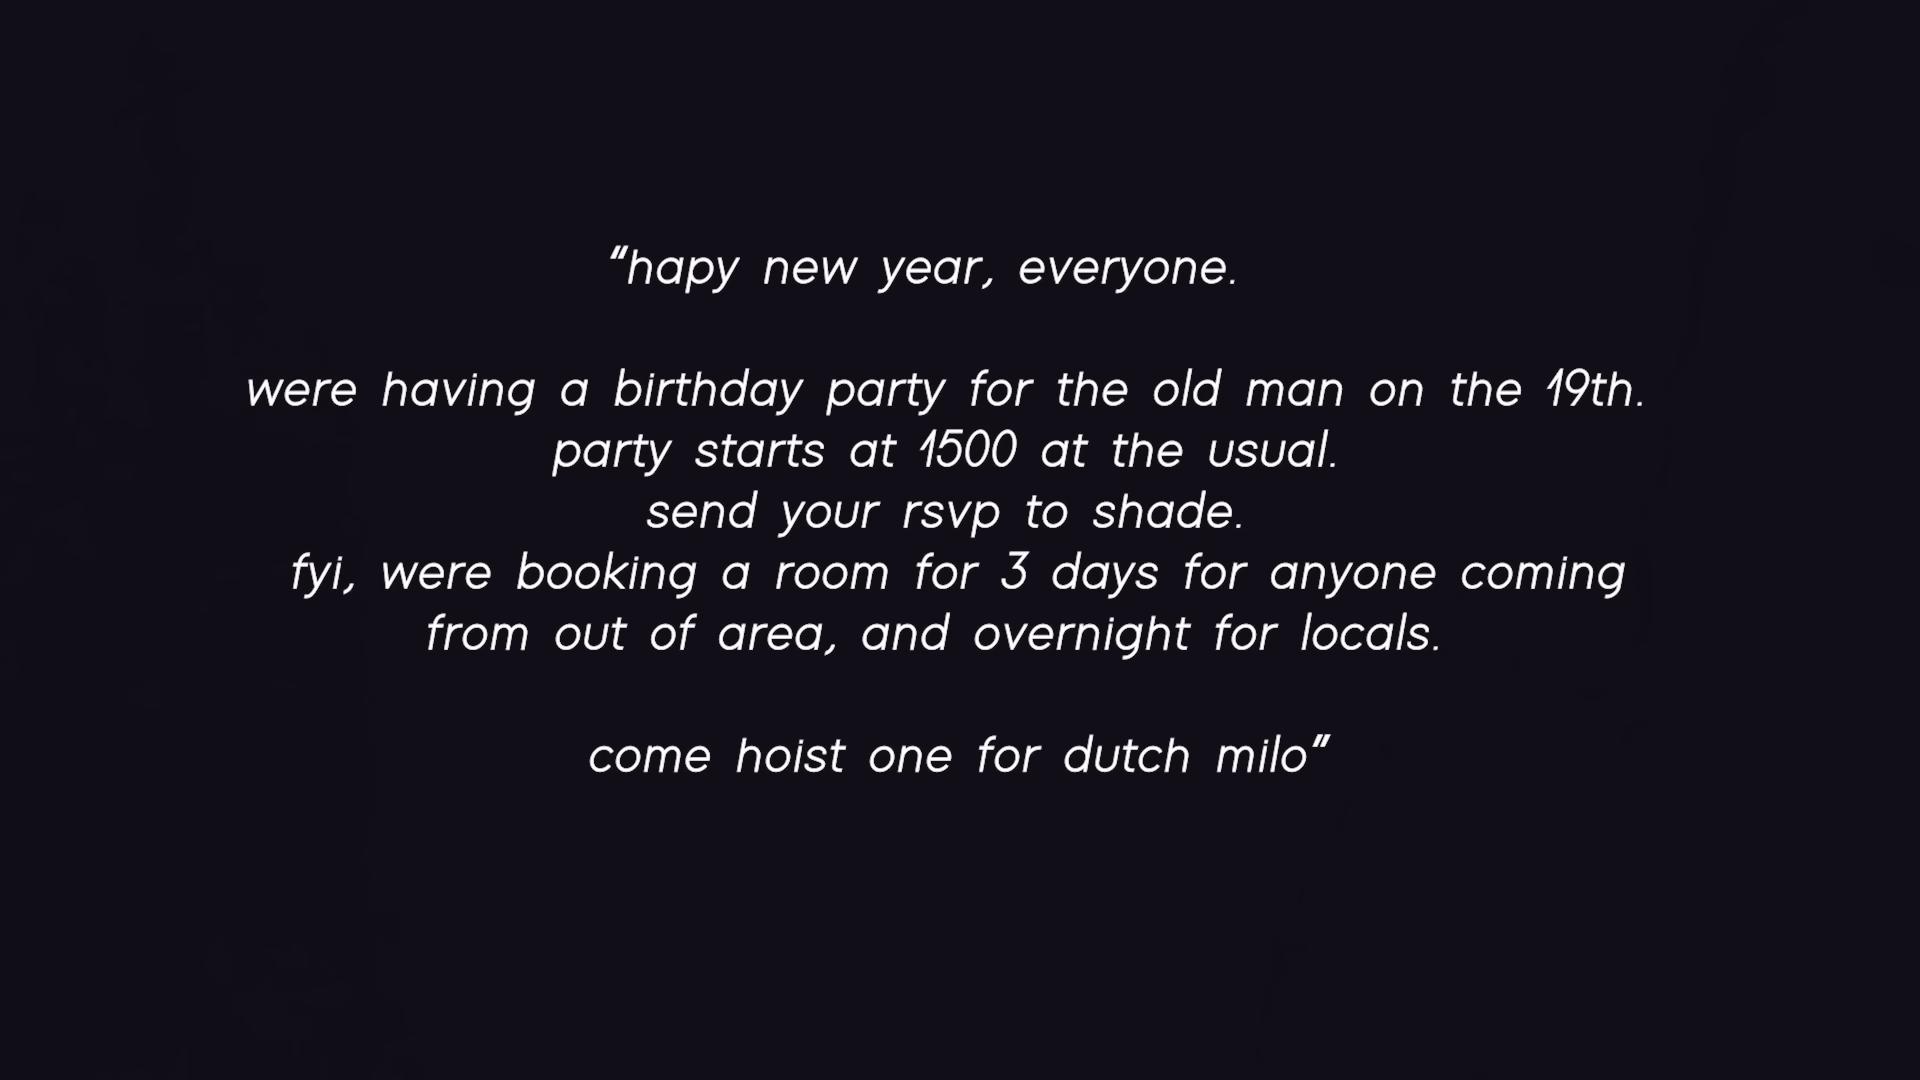 "hapy new year, everyone.
were having a birthday party for the old man on the 19th.
party starts at 1500 at the usual.
send your rsvp to shade.
fyi, were booking a room for 3 days for anyone coming
from out of area, and overnight for locals.
come hoist one for dutch milo"